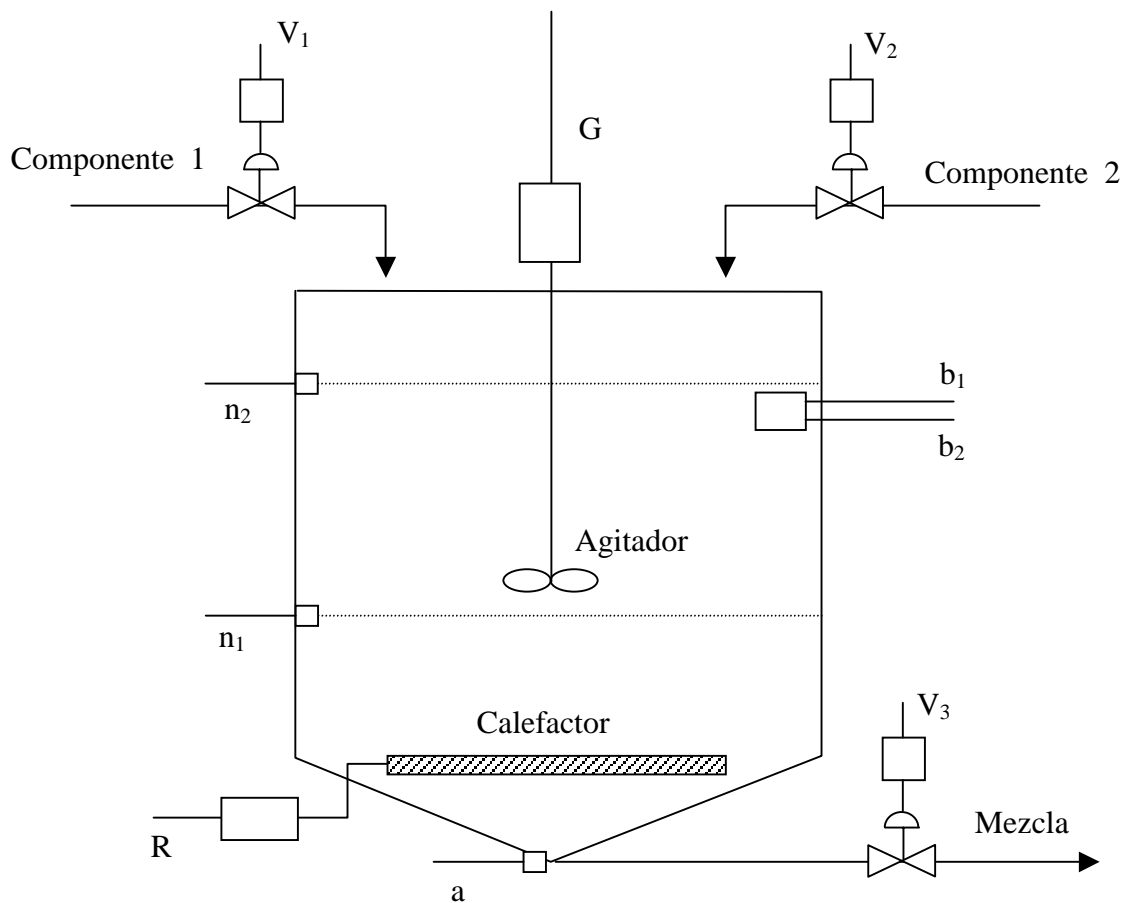 V₁
V₂
G
Componente 1
Componente 2
b₁
n₂
b₂
Agitador
n₁
V₃
Calefactor
Mezcla
R
a